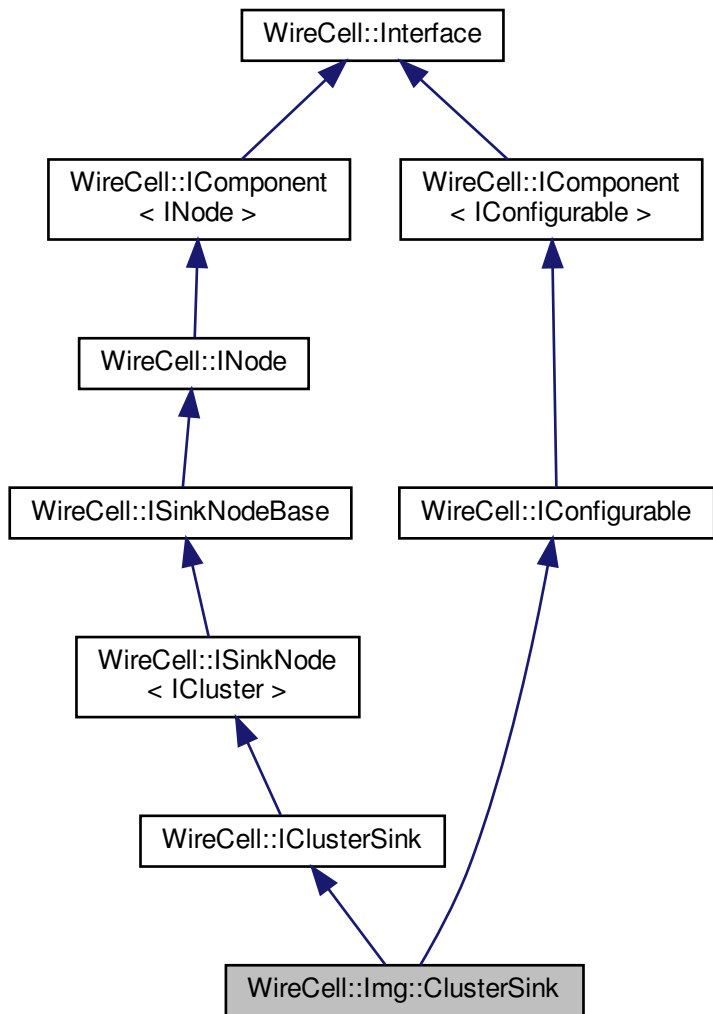 WireCell::Interface
WireCell::IComponent
< INode >
WireCell::IComponent
< IConfigurable >
WireCell::INode
WireCell::ISinkNodeBase
WireCell::IConfigurable
WireCell::ISinkNode
< ICluster >
WireCell::IClusterSink
WireCell::Img::ClusterSink